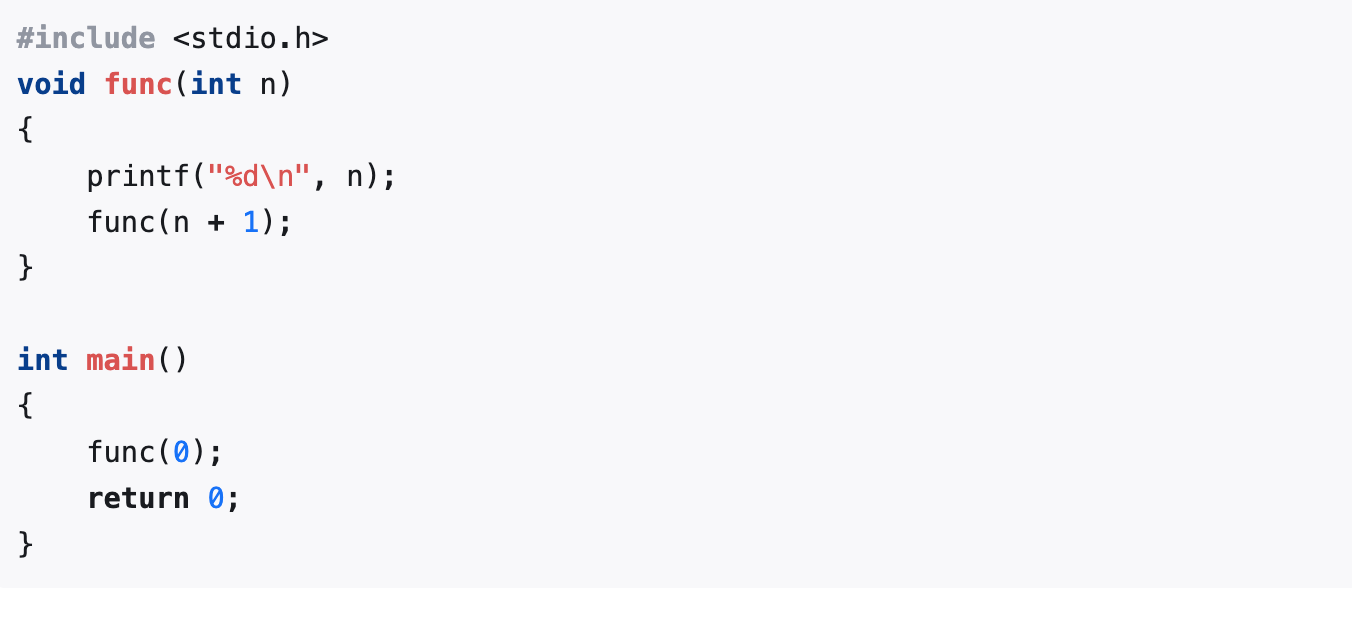 #include <stdio.h>
void func(int n)
{
    printf("%d\n", n);
    func(n + 1);
}

int main()
{
    func(0);
    return 0;
}